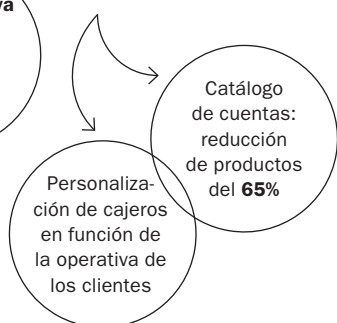 Catálogo
de cuentas:
reducción
de productos
del 65%
Personaliza-
ción de cajeros
en función de
la operativa de
los clientes